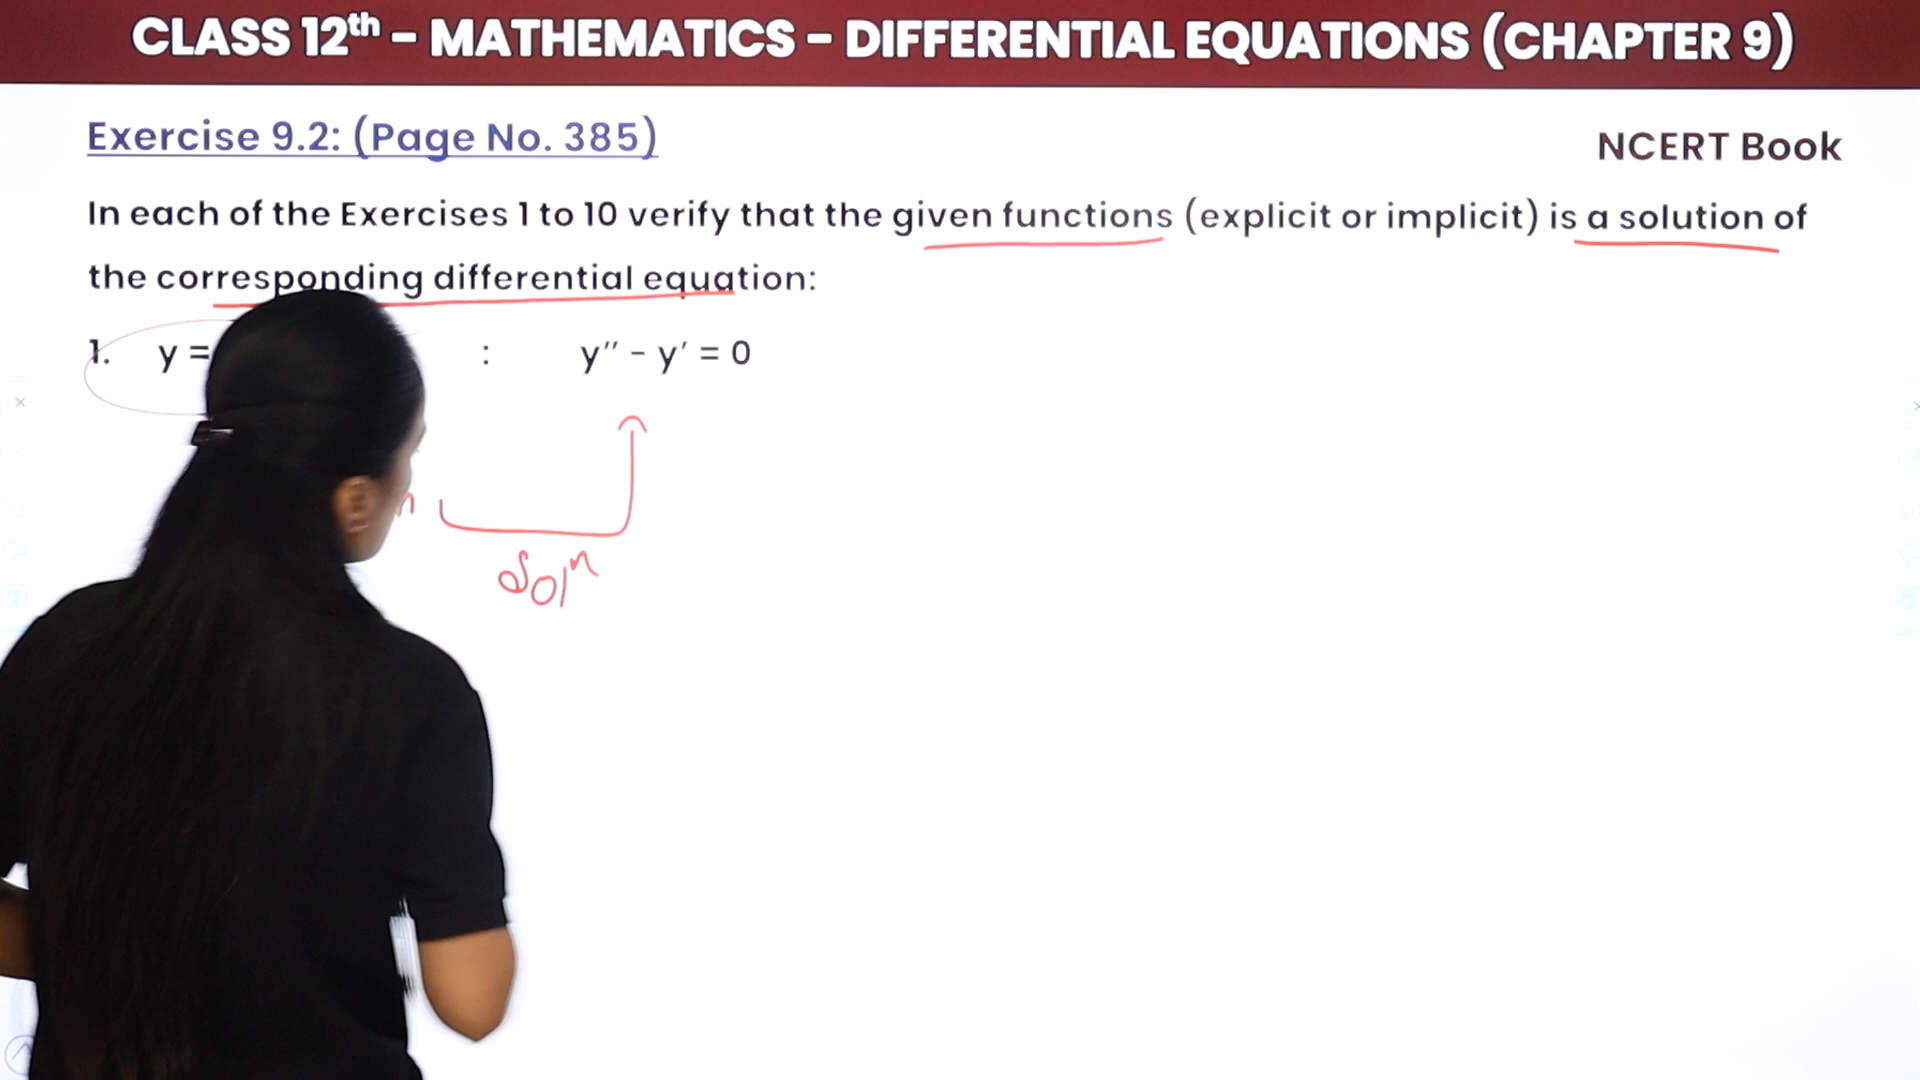 CLASS 12th – MATHEMATICS – DIFFERENTIAL EQUATIONS (CHAPTER 9)
Exercise 9.2: (Page No. 385)
NCERT Book
In each of the Exercises 1 to 10 verify that the given functions (explicit or implicit) is a solution of
the corresponding differential equation:
1. y = : y″ – y′ = 0
n
Solⁿ